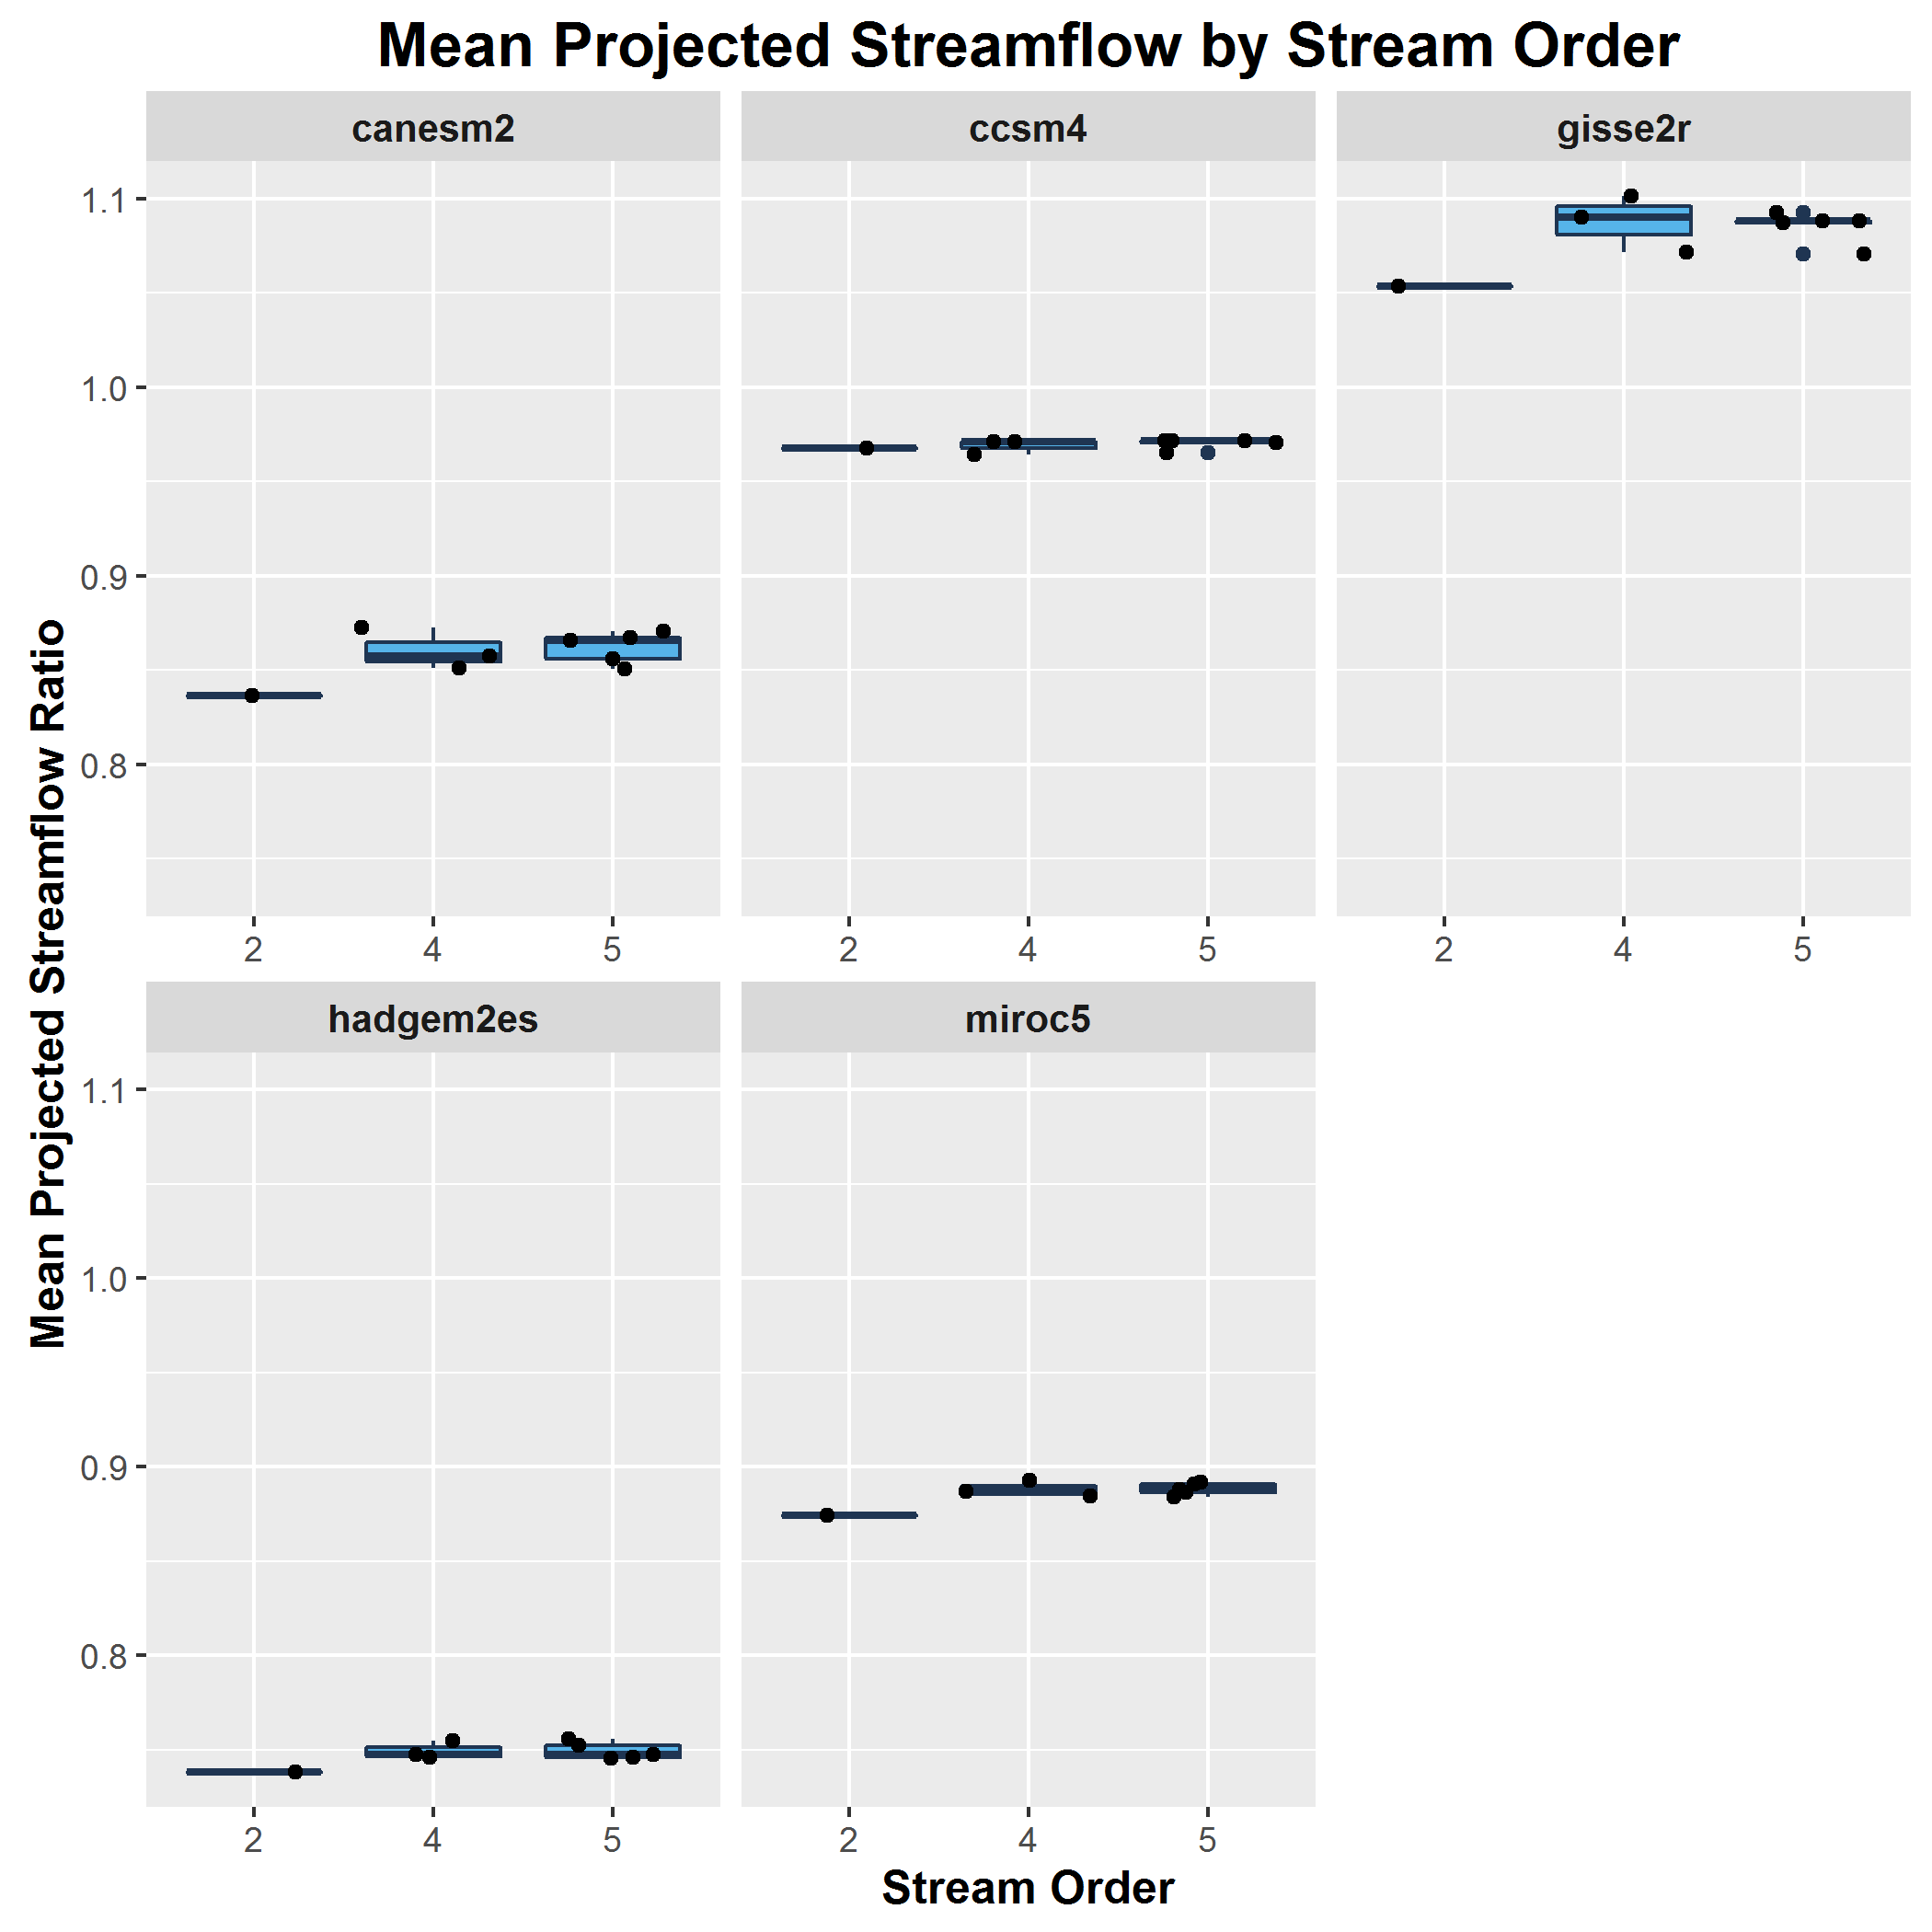 Mean Projected Streamflow by Stream Order
canesm2
ccsm4
gisse2r
1.1
1.0
0.9
0.8
2 4 5
2 4 5
2 4 5
Mean Projected Streamflow Ratio
hadgem2es
miroc5
1.1
1.0
0.9
0.8
2 4 5
2 4 5
Stream Order